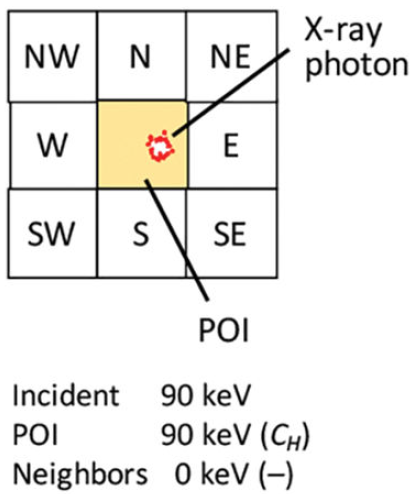 X-ray
photon
NW N NE
W E
SW S SE
POI
Incident 90 keV
POI 90 keV (C_H)
Neighbors 0 keV (–)